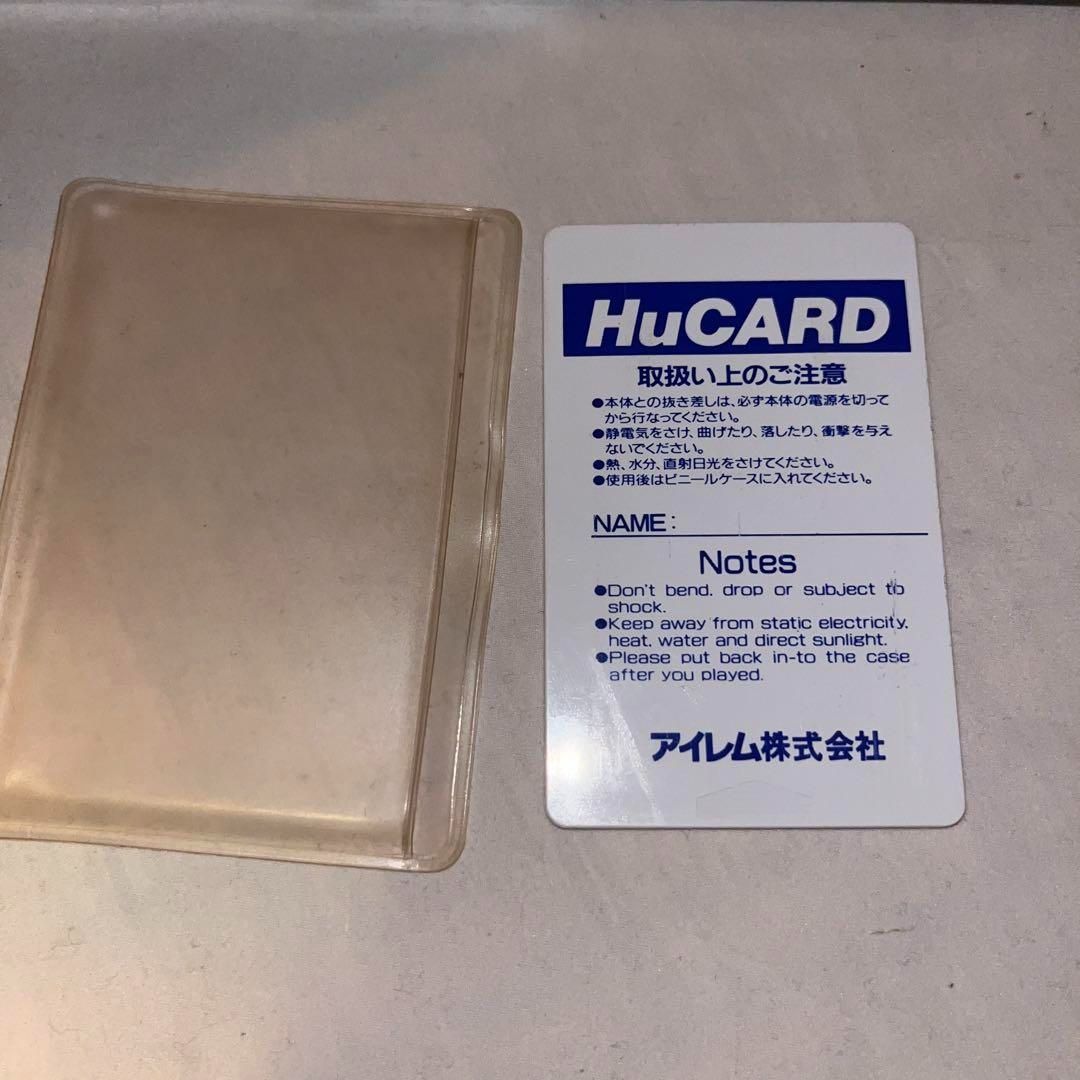 HuCARD
取扱い上のご注意
●本体との抜き差しは、必ず本体の電源を切って
から行なってください。
●静電気をさけ、曲げたり、落したり、衝撃を与え
ないでください。
●熱、水分、直射日光をさけてください。
●使用後はビニールケースに入れてください。
NAME:
Notes
●Don't bend, drop or subject to
shock.
●Keep away from static electricity,
heat, water and direct sunlight.
●Please put back in-to the case
after you played.
アイレム株式会社